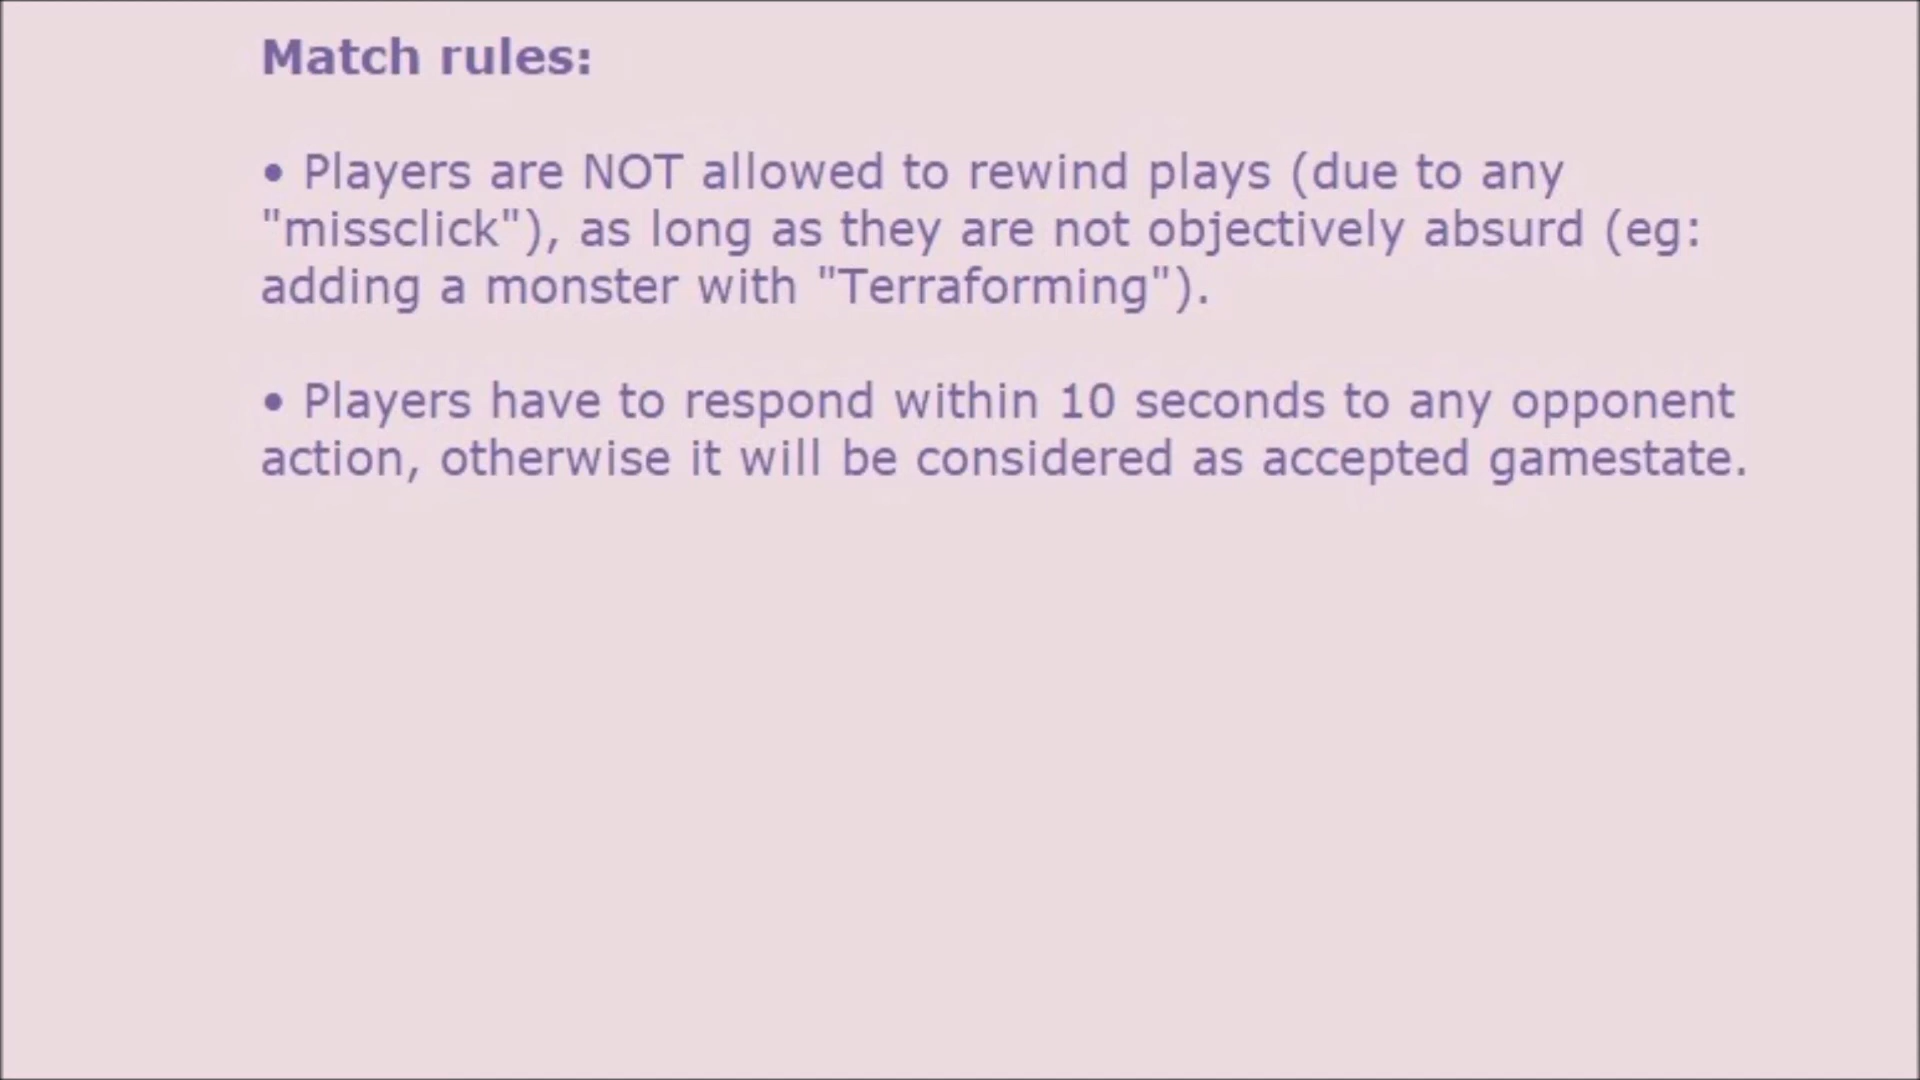 Match rules:
• Players are NOT allowed to rewind plays (due to any
"missclick"), as long as they are not objectively absurd (eg:
adding a monster with "Terraforming").
• Players have to respond within 10 seconds to any opponent
action, otherwise it will be considered as accepted gamestate.